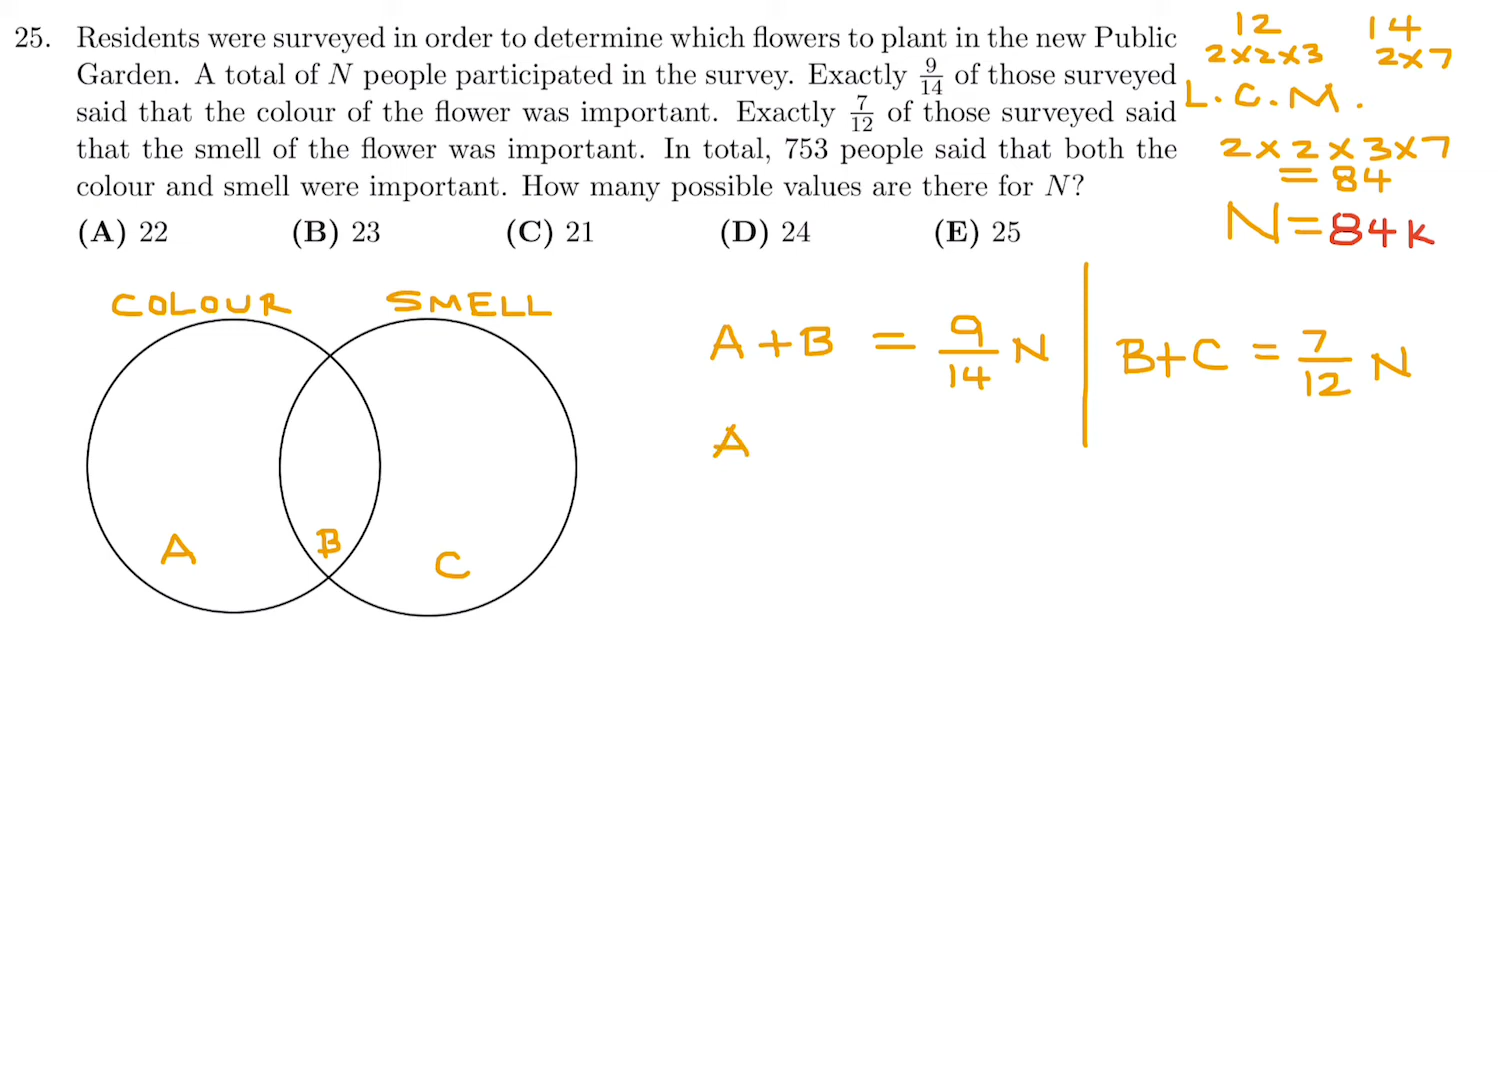 25. Residents were surveyed in order to determine which flowers to plant in the new Public
Garden. A total of N people participated in the survey. Exactly 9/14 of those surveyed
said that the colour of the flower was important. Exactly 7/12 of those surveyed said
that the smell of the flower was important. In total, 753 people said that both the
colour and smell were important. How many possible values are there for N?
(A) 22 (B) 23 (C) 21 (D) 24 (E) 25
12 14
2×2×3 2×7
L.C.M.
2×2×3×7
=84
N=84k
COLOUR SMELL
A B C
A+B = 9/14 N
B+C = 7/12 N
A